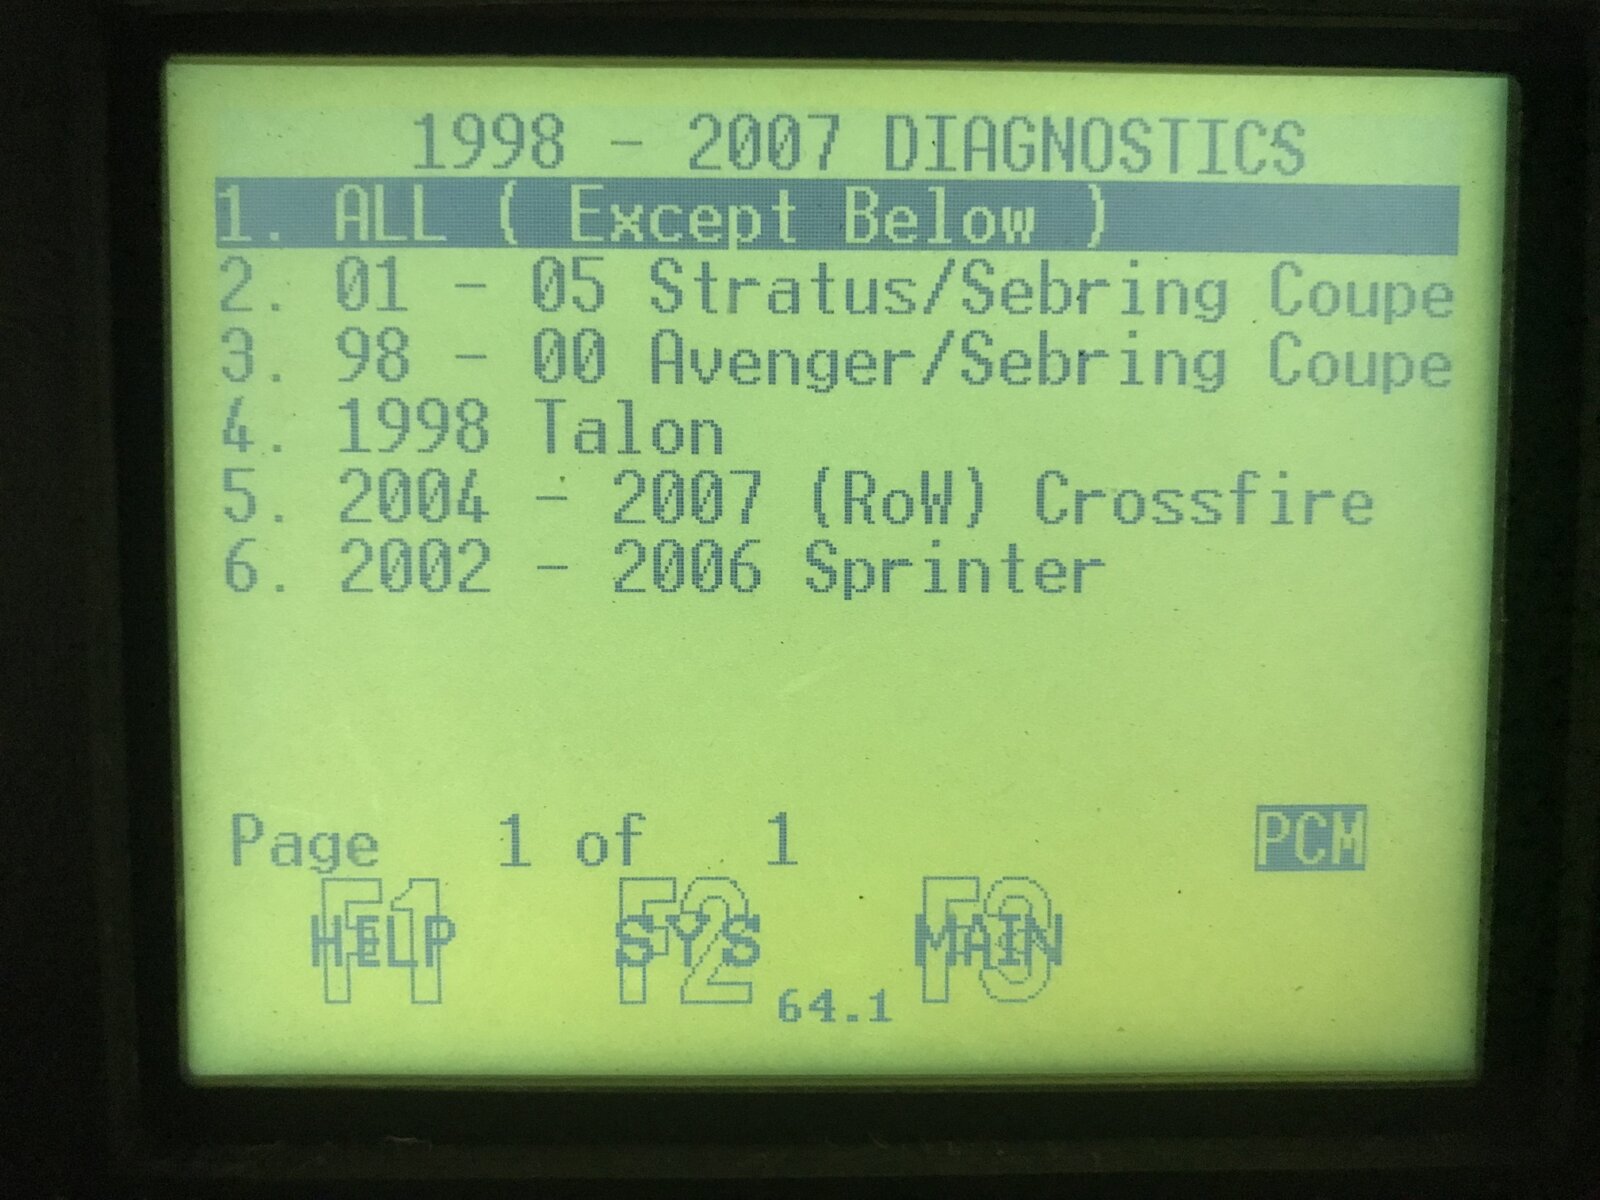 1998 - 2007 DIAGNOSTICS
1. ALL ( Except Below )
2. 01 - 05 Stratus/Sebring Coupe
3. 98 - 00 Avenger/Sebring Coupe
4. 1998 Talon
5. 2004 - 2007 (RoW) Crossfire
6. 2002 - 2006 Sprinter
Page 1 of 1 PCM
F1 F2 F3
HELP SYS MAIN
64.1